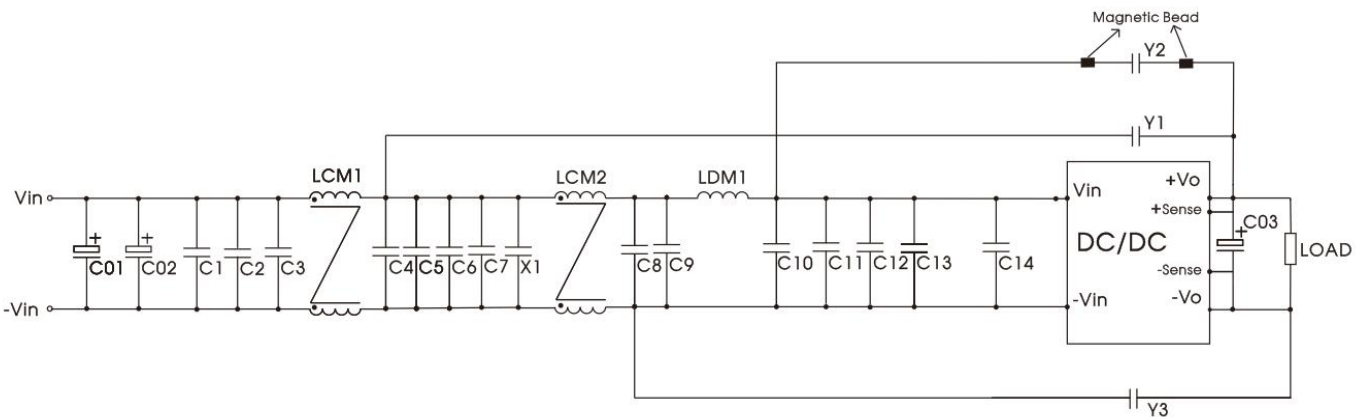 Magnetic Bead
Y2
Y1
LCM1
LCM2
LDM1
Vin
Vin
+Vo
+Sense
+
+
+
C03
C01
C02
C1
C2
C3
C4
C5
C6
C7
X1
C8
C9
C10
C11
C12
C13
C14
DC/DC
LOAD
-Sense
-Vin
-Vin
-Vo
Y3